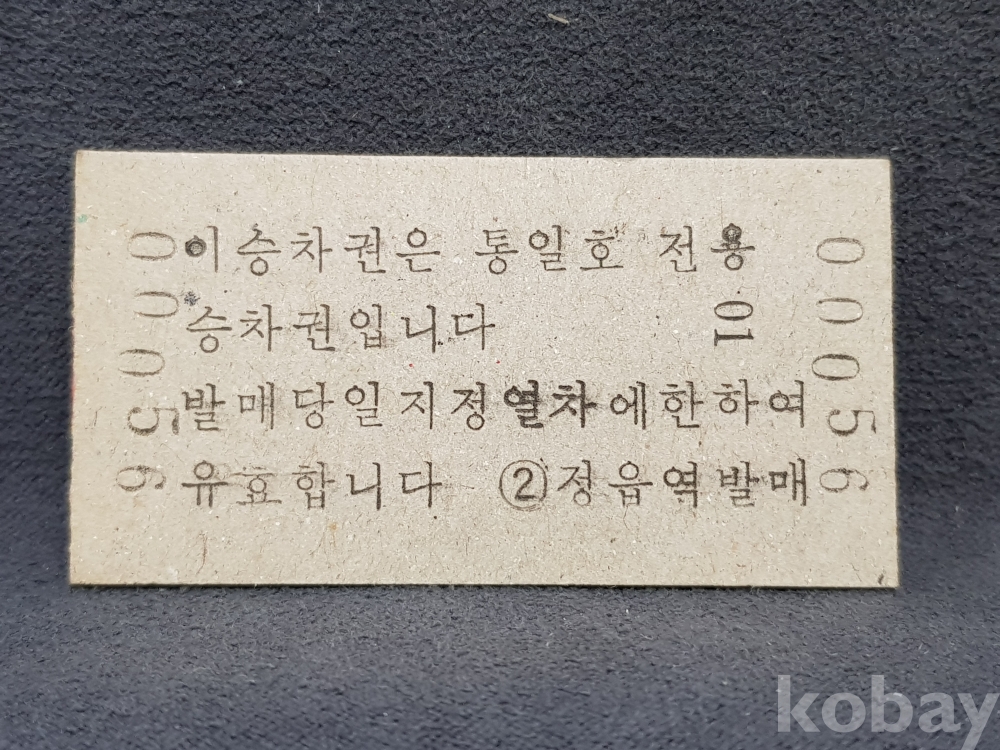 이승차권은 통일호 전용
승차권입니다
01
발매당일지정열차에한하여
유효합니다 ②정읍역발매
00056
00056
kobay